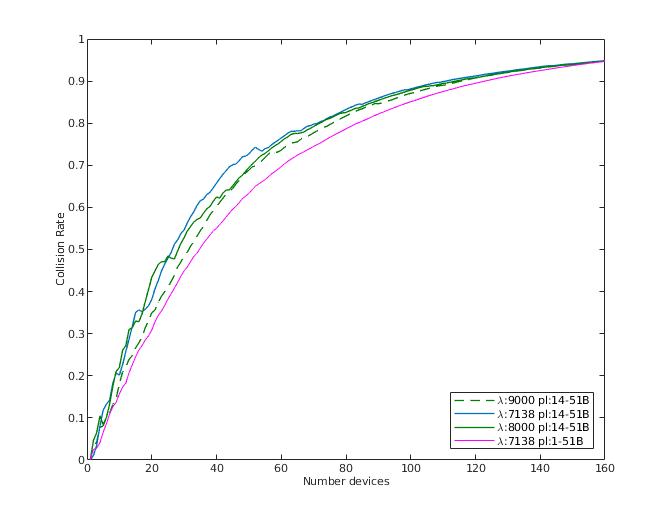 1
0.9
0.8
0.7
0.6
0.5
0.4
0.3
0.2
0.1
0
Collision Rate
0 20 40 60 80 100 120 140 160
Number devices
λ:9000 pl:14-51B
λ:7138 pl:14-51B
λ:8000 pl:14-51B
λ:7138 pl:1-51B